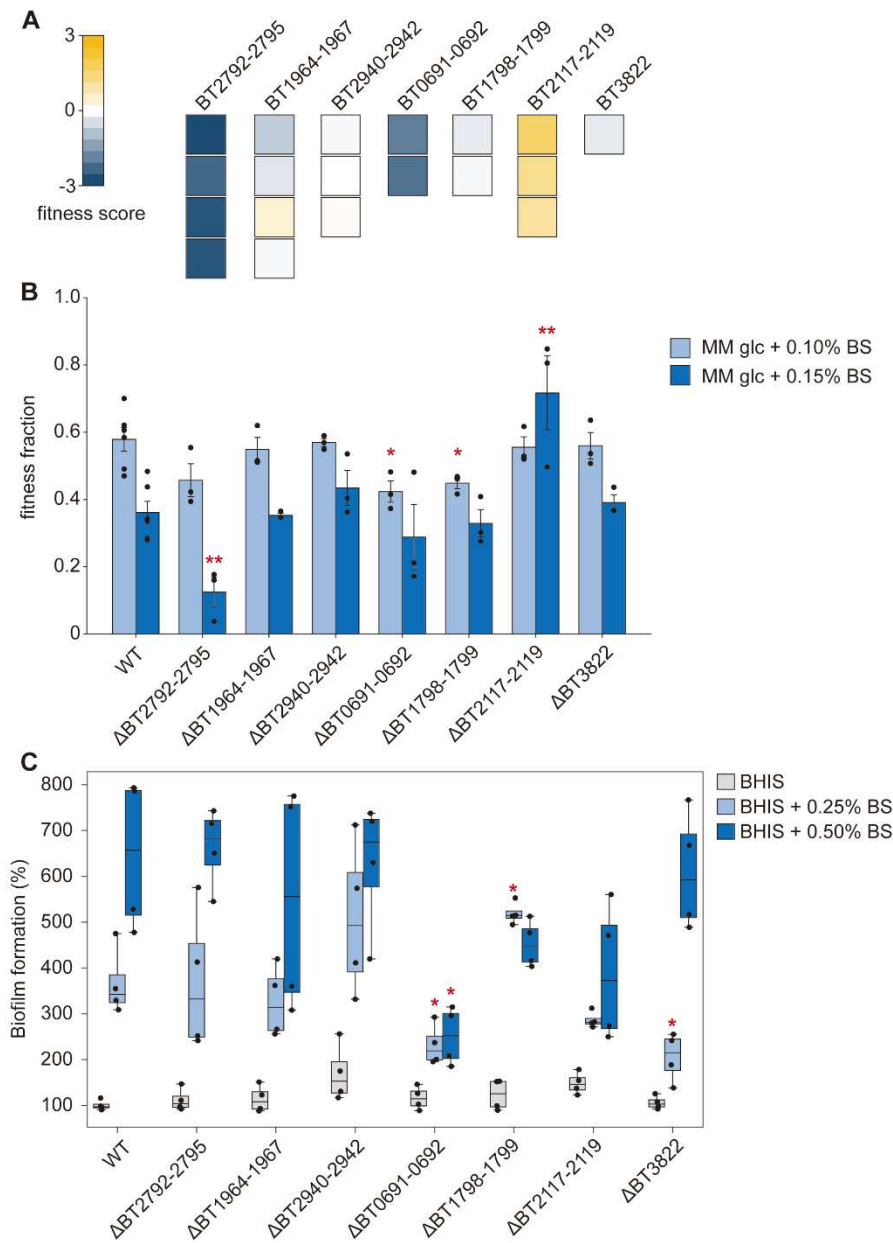 A
3
0
-3
fitness score
BT2792-2795
BT1964-1967
BT2940-2942
BT0691-0692
BT1798-1799
BT2117-2119
BT3822
B
1.0
0.8
0.6
0.4
0.2
0
fitness fraction
**
*
*
**
MM glc + 0.10% BS
MM glc + 0.15% BS
WT
ΔBT2792-2795
ΔBT1964-1967
ΔBT2940-2942
ΔBT0691-0692
ΔBT1798-1799
ΔBT2117-2119
ΔBT3822
C
800
700
600
500
400
300
200
100
Biofilm formation (%)
*
*
*
*
BHIS
BHIS + 0.25% BS
BHIS + 0.50% BS
WT
ΔBT2792-2795
ΔBT1964-1967
ΔBT2940-2942
ΔBT0691-0692
ΔBT1798-1799
ΔBT2117-2119
ΔBT3822